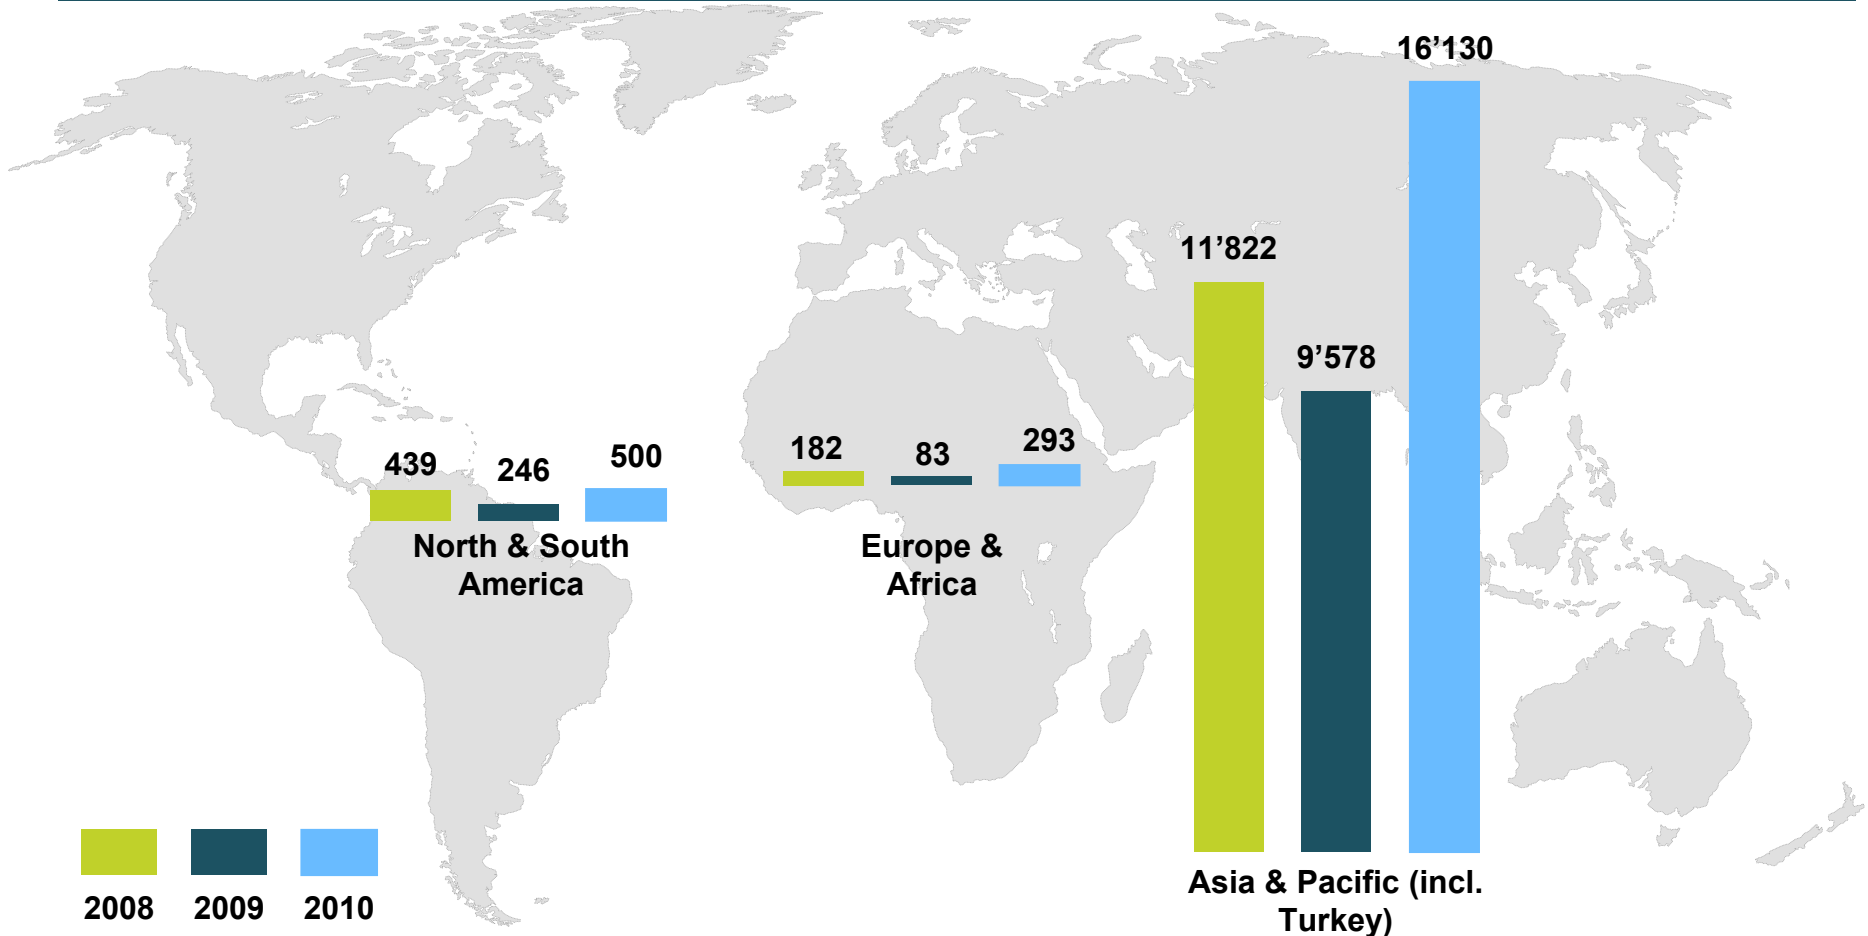 16’130
11’822
9’578
439
246
500
North & South
America
182
83
293
Europe &
Africa
Asia & Pacific (incl.
Turkey)
2008
2009
2010